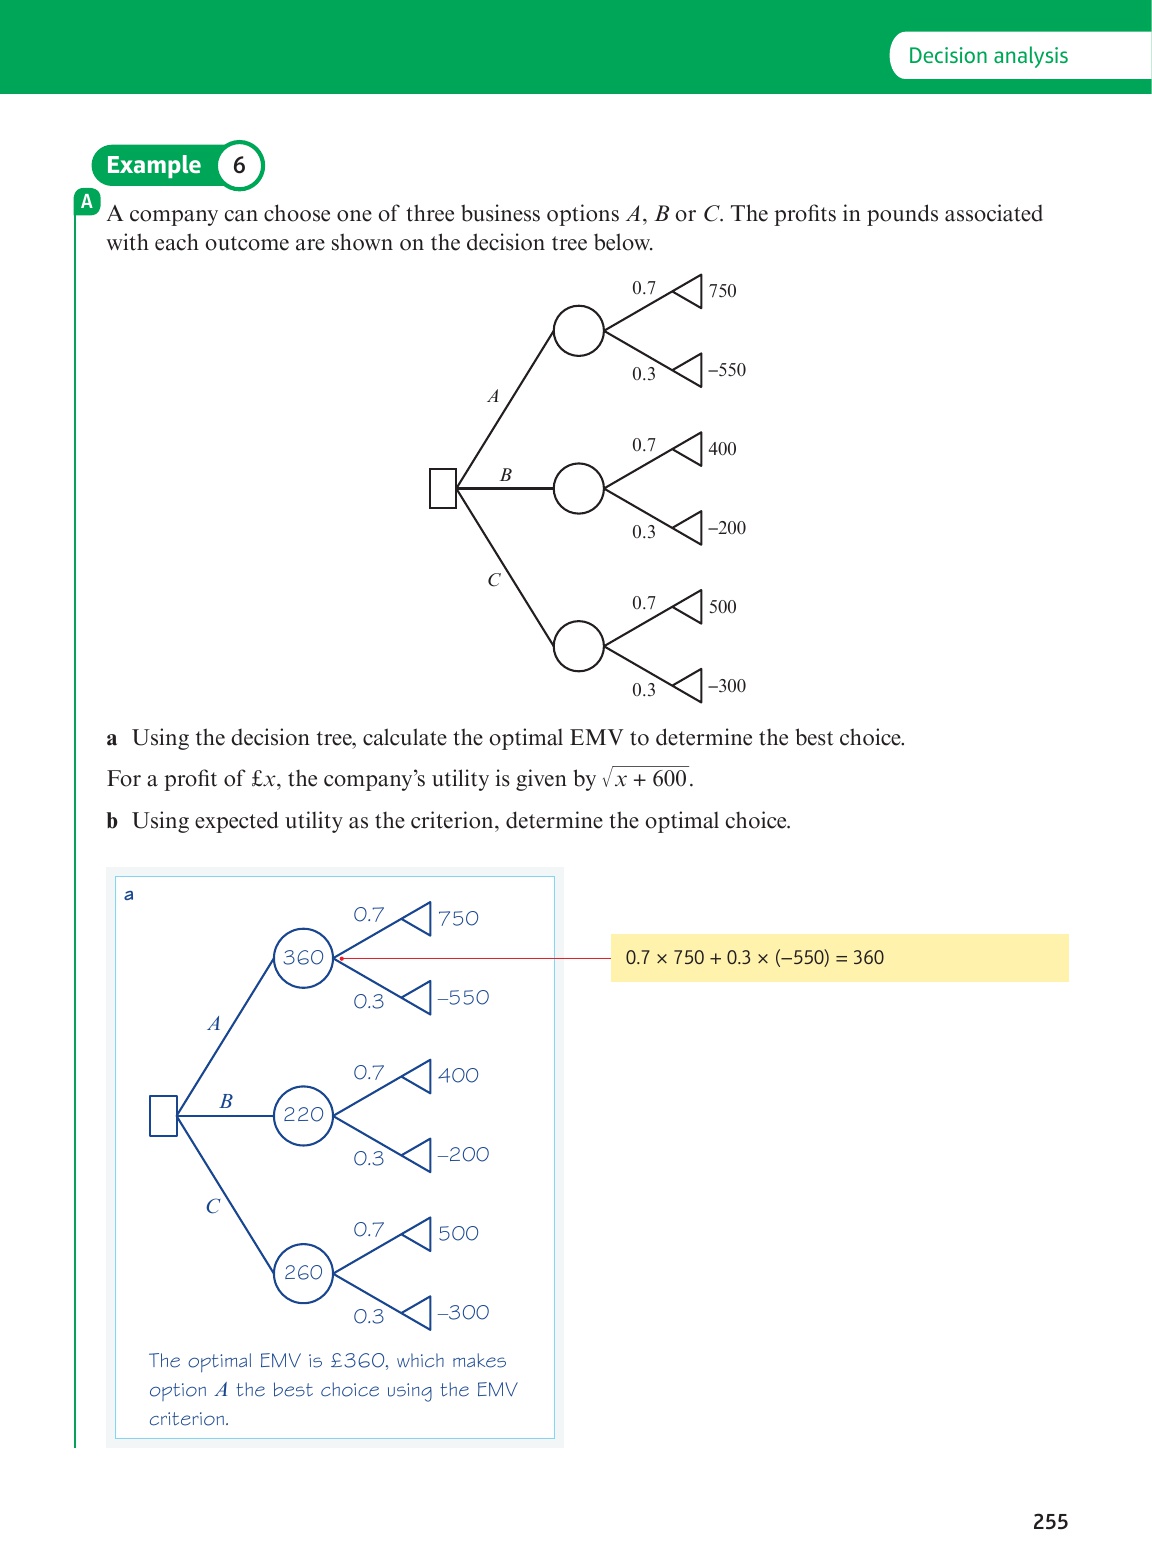 Decision analysis
Example 6
A
A company can choose one of three business options A, B or C. The profits in pounds associated
with each outcome are shown on the decision tree below.
0.7
750
0.3
–550
A
0.7
400
B
0.3
–200
C
0.7
500
0.3
–300
a Using the decision tree, calculate the optimal EMV to determine the best choice.
For a profit of £x, the company's utility is given by √x + 600.
b Using expected utility as the criterion, determine the optimal choice.
a
0.7
750
360
0.3
–550
0.7 × 750 + 0.3 × (−550) = 360
A
0.7
400
B
220
0.3
–200
C
0.7
500
260
0.3
–300
The optimal EMV is £360, which makes
option A the best choice using the EMV
criterion.
255